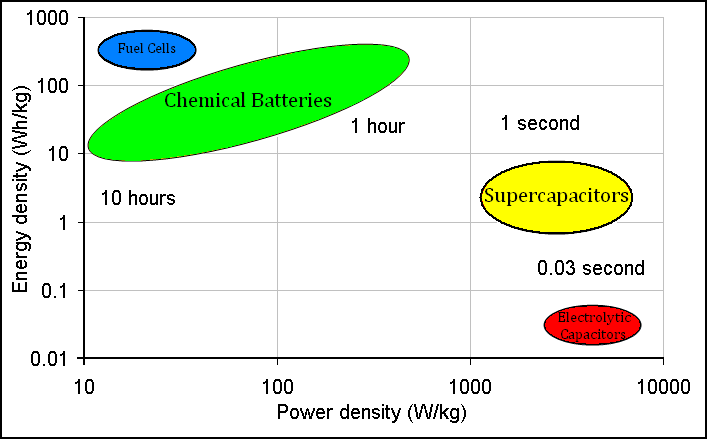 1000
Fuel Cells
100
Chemical Batteries
1 hour
1 second
10
10 hours
Supercapacitors
1
0.03 second
0.1
Electrolytic
Capacitors
0.01
10
100
1000
10000
Energy density (Wh/kg)
Power density (W/kg)